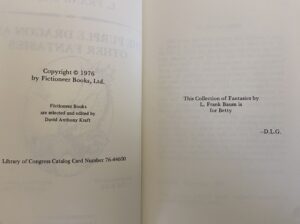 Copyright © 1976
by Fictioneer Books, Ltd.
Fictioneer Books
are selected and edited by
David Anthony Kraft
Library of Congress Catalog Card Number 76-44600
This Collection of Fantasies by
L. Frank Baum is
for Betty
–D.L.G.